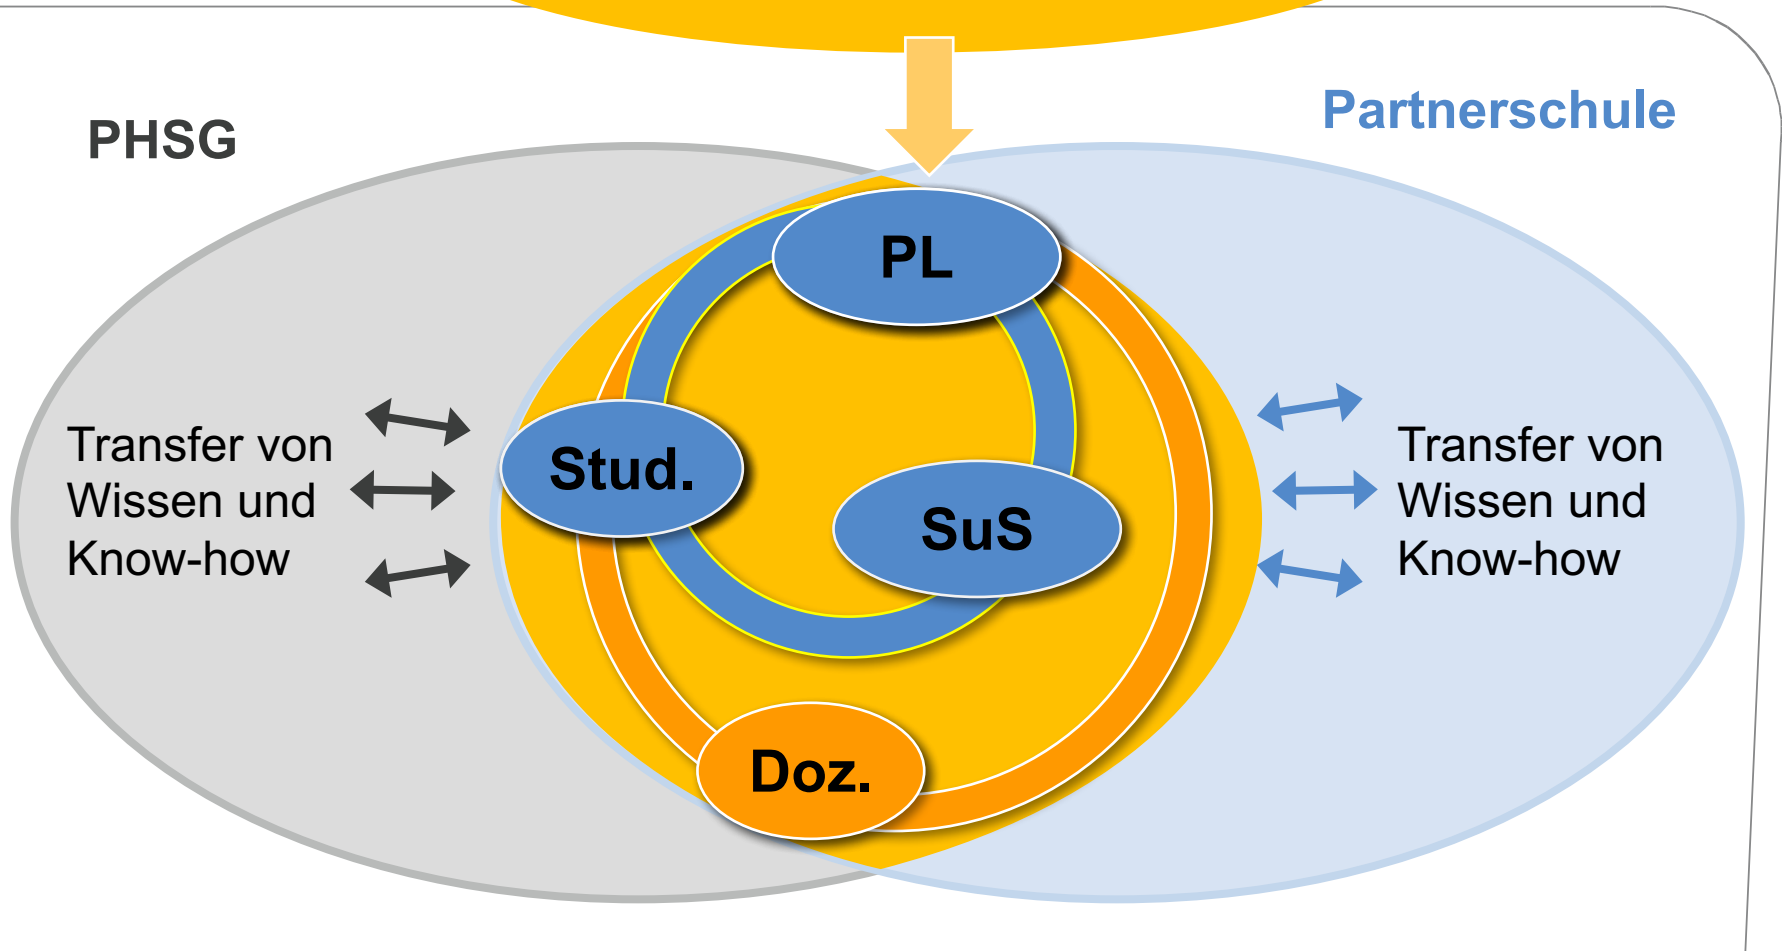 PHSG
Partnerschule
PL
Stud.
SuS
Doz.
Transfer von
Wissen und
Know-how
Transfer von
Wissen und
Know-how